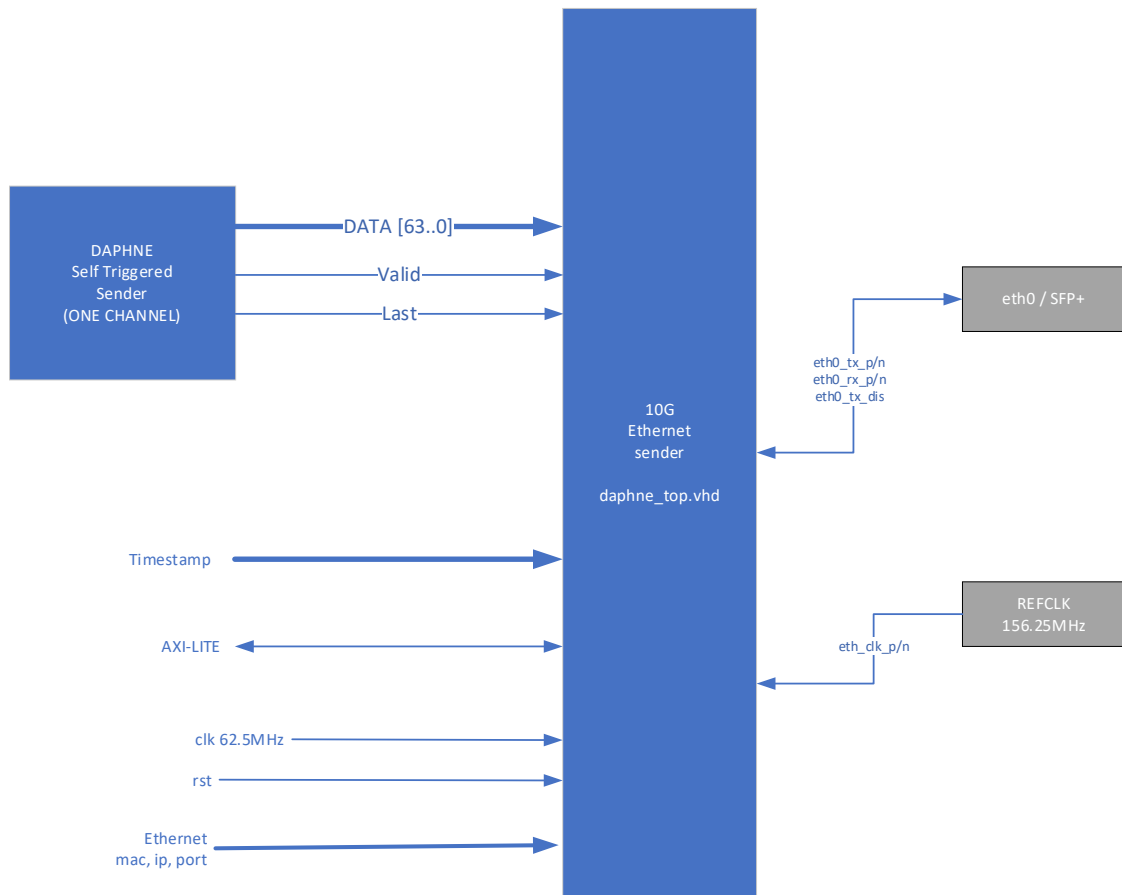 DAPHNE
Self Triggered
Sender
(ONE CHANNEL)
DATA [63..0]
Valid
Last
10G
Ethernet
sender
daphne_top.vhd
eth0 / SFP+
eth0_tx_p/n
eth0_rx_p/n
eth0_tx_dis
Timestamp
AXI-LITE
REFCLK
156.25MHz
eth_clk_p/n
clk 62.5MHz
rst
Ethernet
mac, ip, port